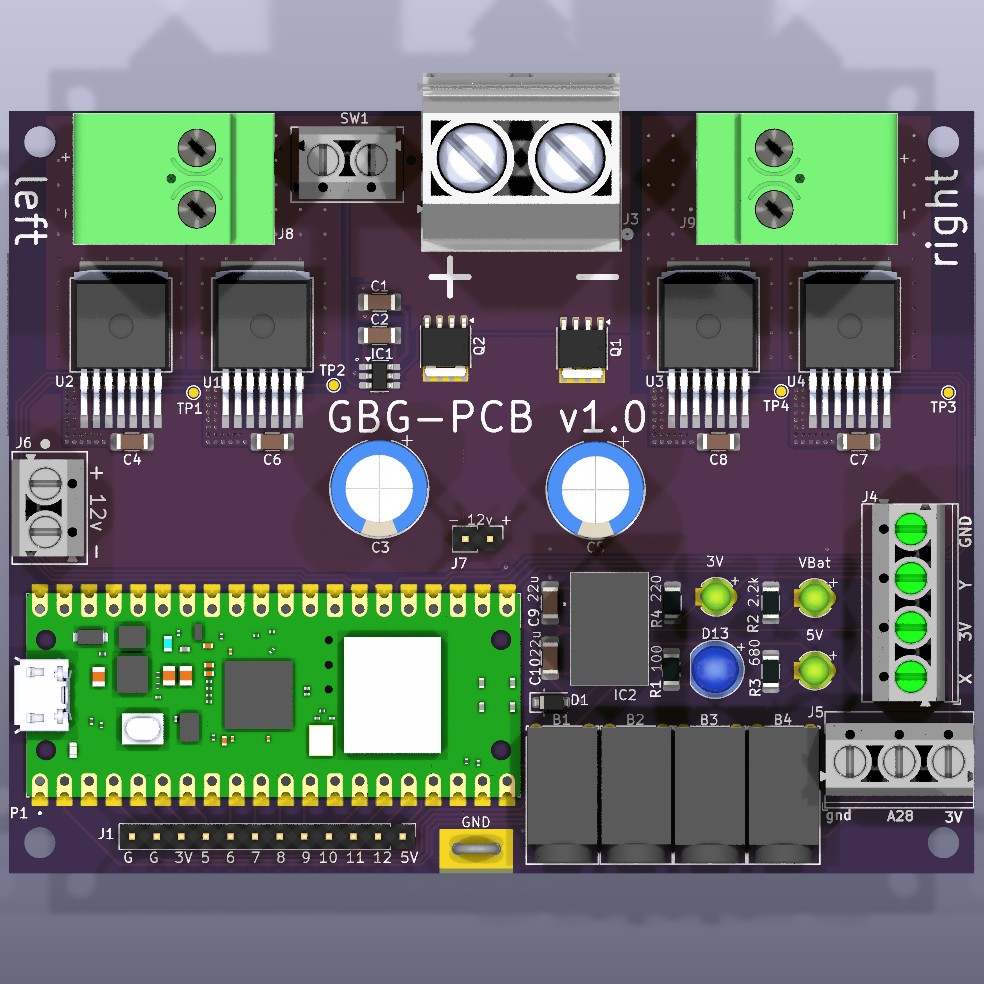 SW1
+
+
left
right
-
-
J8
J3
J9
+ -
C1
C2
IC1
Q2
Q1
U2
U1
TP2
U3
U4
TP1
TP4
TP3
GBG-PCB v1.0
J6
C4
C6
C8
C7
+
12v
-
+
+
C3
- 12v +
J7
J4
GND
Y
3V
X
3V
VBat
C9 22u
R4 220
R2 2.2k
+
+
D13
5V
C10 22u
R1 100
R3 680
+
+
IC2
D1
B1
B2
B3
B4
J5
P1
J1
G G 3V 5 6 7 8 9 10 11 12 5V
GND
gnd A28 3V